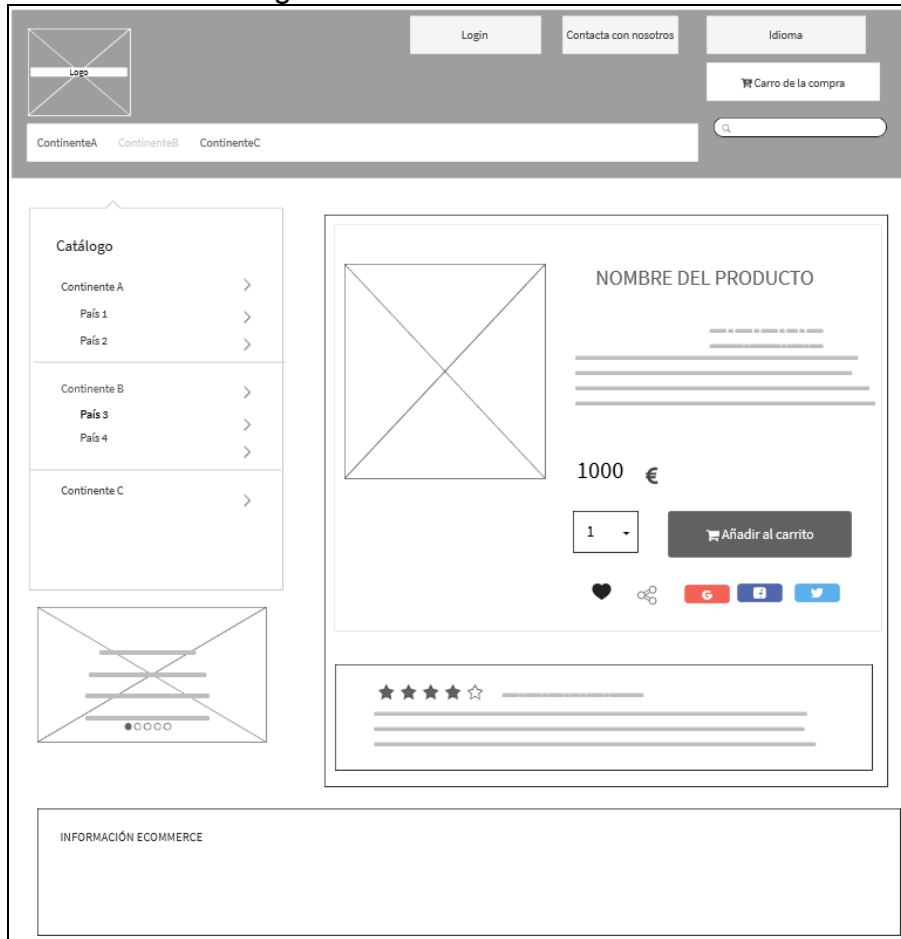 Login
Contacta con nosotros
Idioma
Logo
Carro de la compra
ContinenteA ContinenteB ContinenteC
Catálogo
Continente A
País 1
País 2
Continente B
País 3
País 4
Continente C
NOMBRE DEL PRODUCTO
1000 €
1
Añadir al carrito
G
INFORMACIÓN ECOMMERCE